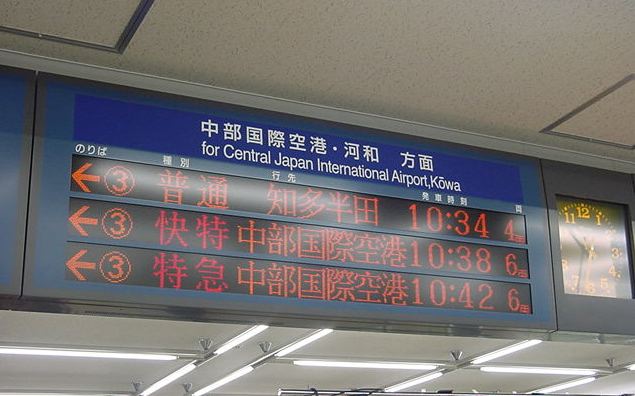 中部国際空港・河和 方面
for Central Japan International Airport,Kōwa
のりば 種別 行先 発車時刻 両
← ③ 普通 知多半田 10:34 4両
← ③ 快特 中部国際空港 10:38 6両
← ③ 特急 中部国際空港 10:42 6両
11 12